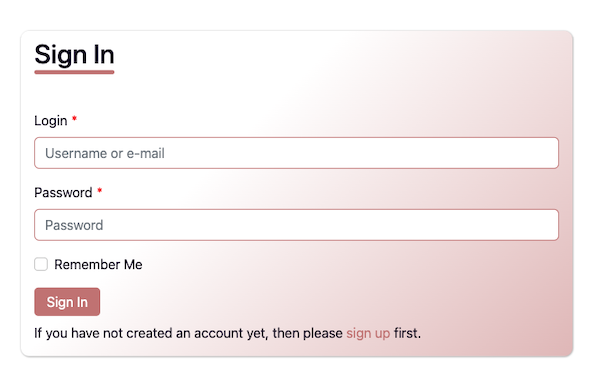 Sign In
Login *
Username or e-mail
Password *
Password
Remember Me
Sign In
If you have not created an account yet, then please sign up first.